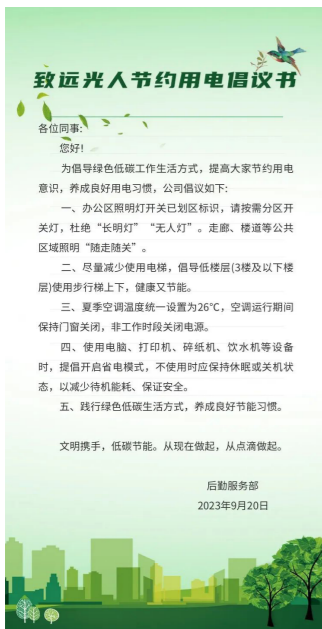 致远光人节约用电倡议书
各位同事:
您好!
为倡导绿色低碳工作生活方式，提高大家节约用电
意识，养成良好用电习惯，公司倡议如下:
一、办公区照明灯开关已划区标识，请按需分区开
关灯，杜绝“长明灯”“无人灯”。走廊、楼道等公共
区域照明“随走随关”。
二、尽量减少使用电梯，倡导低楼层(3楼及以下楼
层)使用步行梯上下，健康又节能。
三、夏季空调温度统一设置为26℃，空调运行期间
保持门窗关闭，非工作时段关闭电源。
四、使用电脑、打印机、碎纸机、饮水机等设备
时，提倡开启省电模式，不使用时应保持休眠或关机状
态，以减少待机能耗、保证安全。
五、践行绿色低碳生活方式，养成良好节能习惯。
文明携手，低碳节能。从现在做起，从点滴做起。
后勤服务部
2023年9月20日